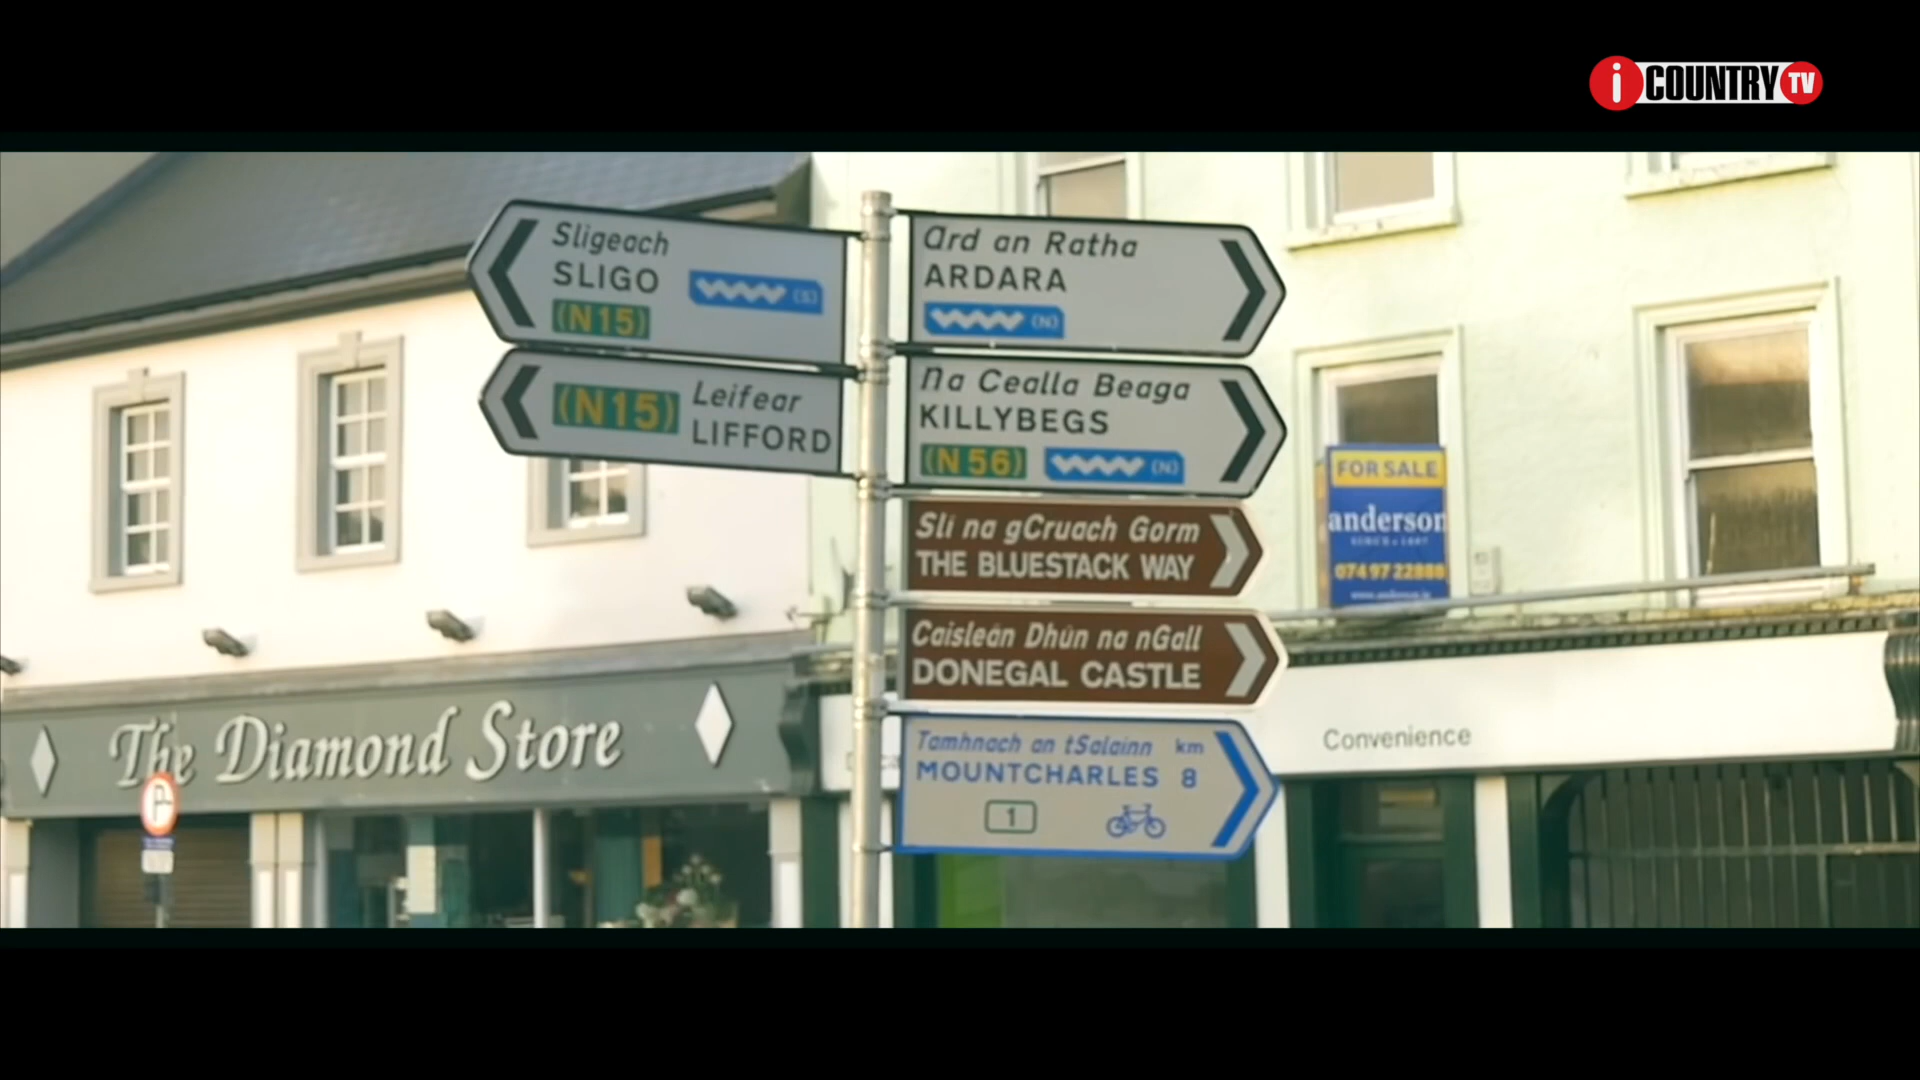 i COUNTRY TV
Sligeach
SLIGO
(S)
(N15)
(N15)
Leifear
LIFFORD
Ard an Ratha
ARDARA
(N)
Na Cealla Beaga
KILLYBEGS
(N 56) (N)
Slí na gCruach Gorm
THE BLUESTACK WAY
Caisleán Dhún na nGall
DONEGAL CASTLE
Tamhnach an tSalainn km
MOUNTCHARLES 8
1
The Diamond Store
P
FOR SALE
anderson
074 97 22888
Convenience